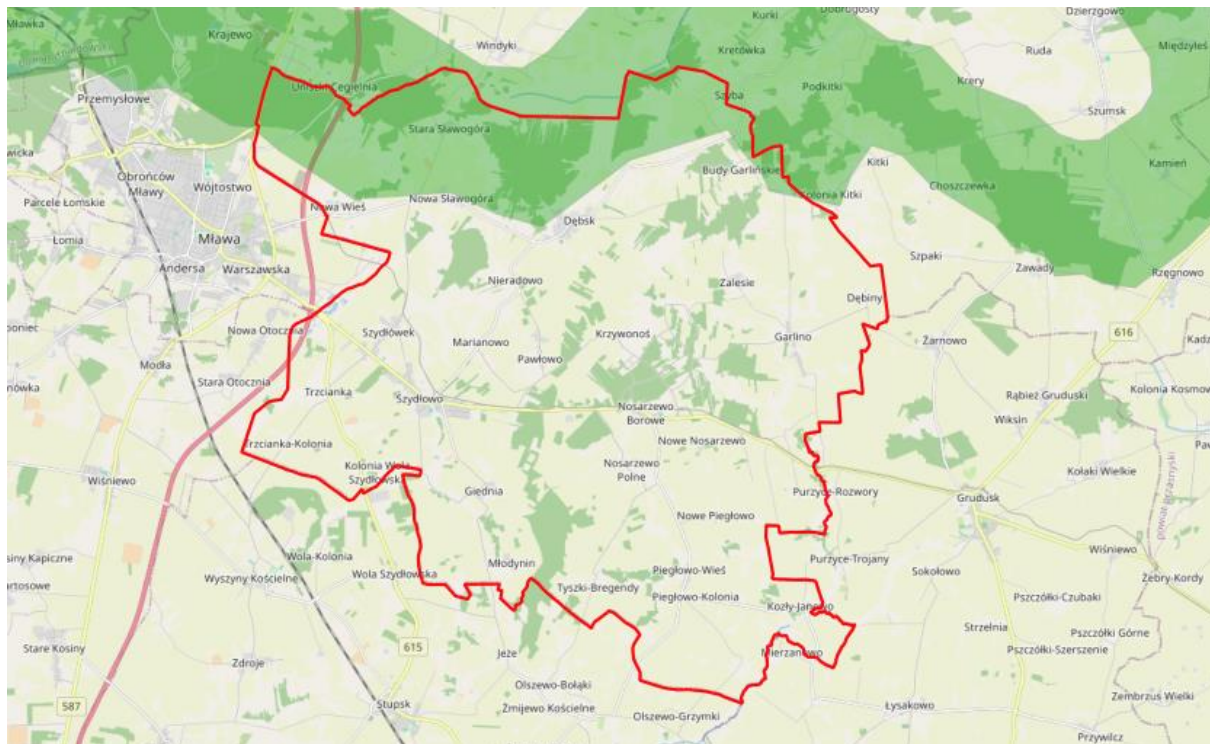 Mławka
Krajewo
Kurki
Dobrogosty
Dzierzgowo
Windyki
Kretówka
Ruda
Międzyleś
Uniszki Cegielnia
Podkitki
Krery
Przemysłowe
Szyba
Szumsk
Stara Sławogóra
Obrońców
Mławy
Wójtostwo
Budy Garlińskie
Kitki
Kamień
Choszczewka
Parcele Łomskie
Nowa Wieś
Nowa Sławogóra
Kolonia Kitki
Dębsk
Łomia
Mława
Szpaki
Andersa
Warszawska
Nieradowo
Zalesie
Zawady
Rzęgnowo
Dębiny
Nowa Otocznia
Szydłówek
Krzywonoś
Marianowo
Garlino
Żarnowo
616
Modła
Pawłowo
Stara Otocznia
Trzcianka
Szydłowo
Rąbież Gruduski
Kolonia Kosmow
Nosarzewo
Borowe
Wiksin
Trzcianka-Kolonia
Nowe Nosarzewo
Kolonia Wola
Szydłowska
Nosarzewo
Polne
Kołaki Wielkie
Wiśniewo
Giednia
Purzyce-Rozwory
Grudusk
Nowe Piegłowo
Wiśniewo
Wola-Kolonia
Młodynin
Purzyce-Trojany
Wyszyny Kościelne
Wola Szydłowska
Piegłowo-Wieś
Sokołowo
Żebry-Kordy
Tyszki-Bregendy
Piegłowo-Kolonia
Kozły-Janowo
Pszczółki-Czubaki
Strzelnia
Pszczółki Górne
Stare Kosiny
615
Jeże
Mierzanowo
Pszczółki-Szerszenie
Zdroje
Olszewo-Bołąki
Zembrzus Wielki
587
Stupsk
Żmijewo Kościelne
Olszewo-Grzymki
Łysakowo
Przywilcz